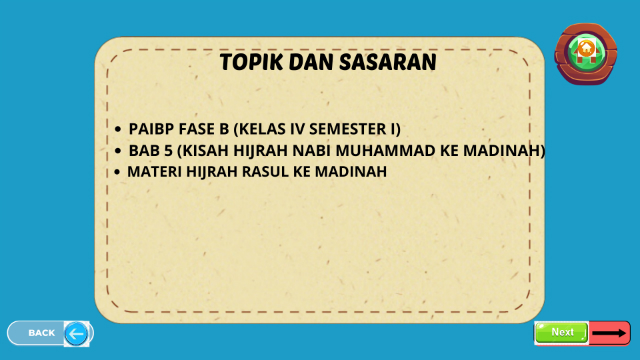 TOPIK DAN SASARAN
• PAIBP FASE B (KELAS IV SEMESTER I)
• BAB 5 (KISAH HIJRAH NABI MUHAMMAD KE MADINAH)
• MATERI HIJRAH RASUL KE MADINAH
BACK
Next